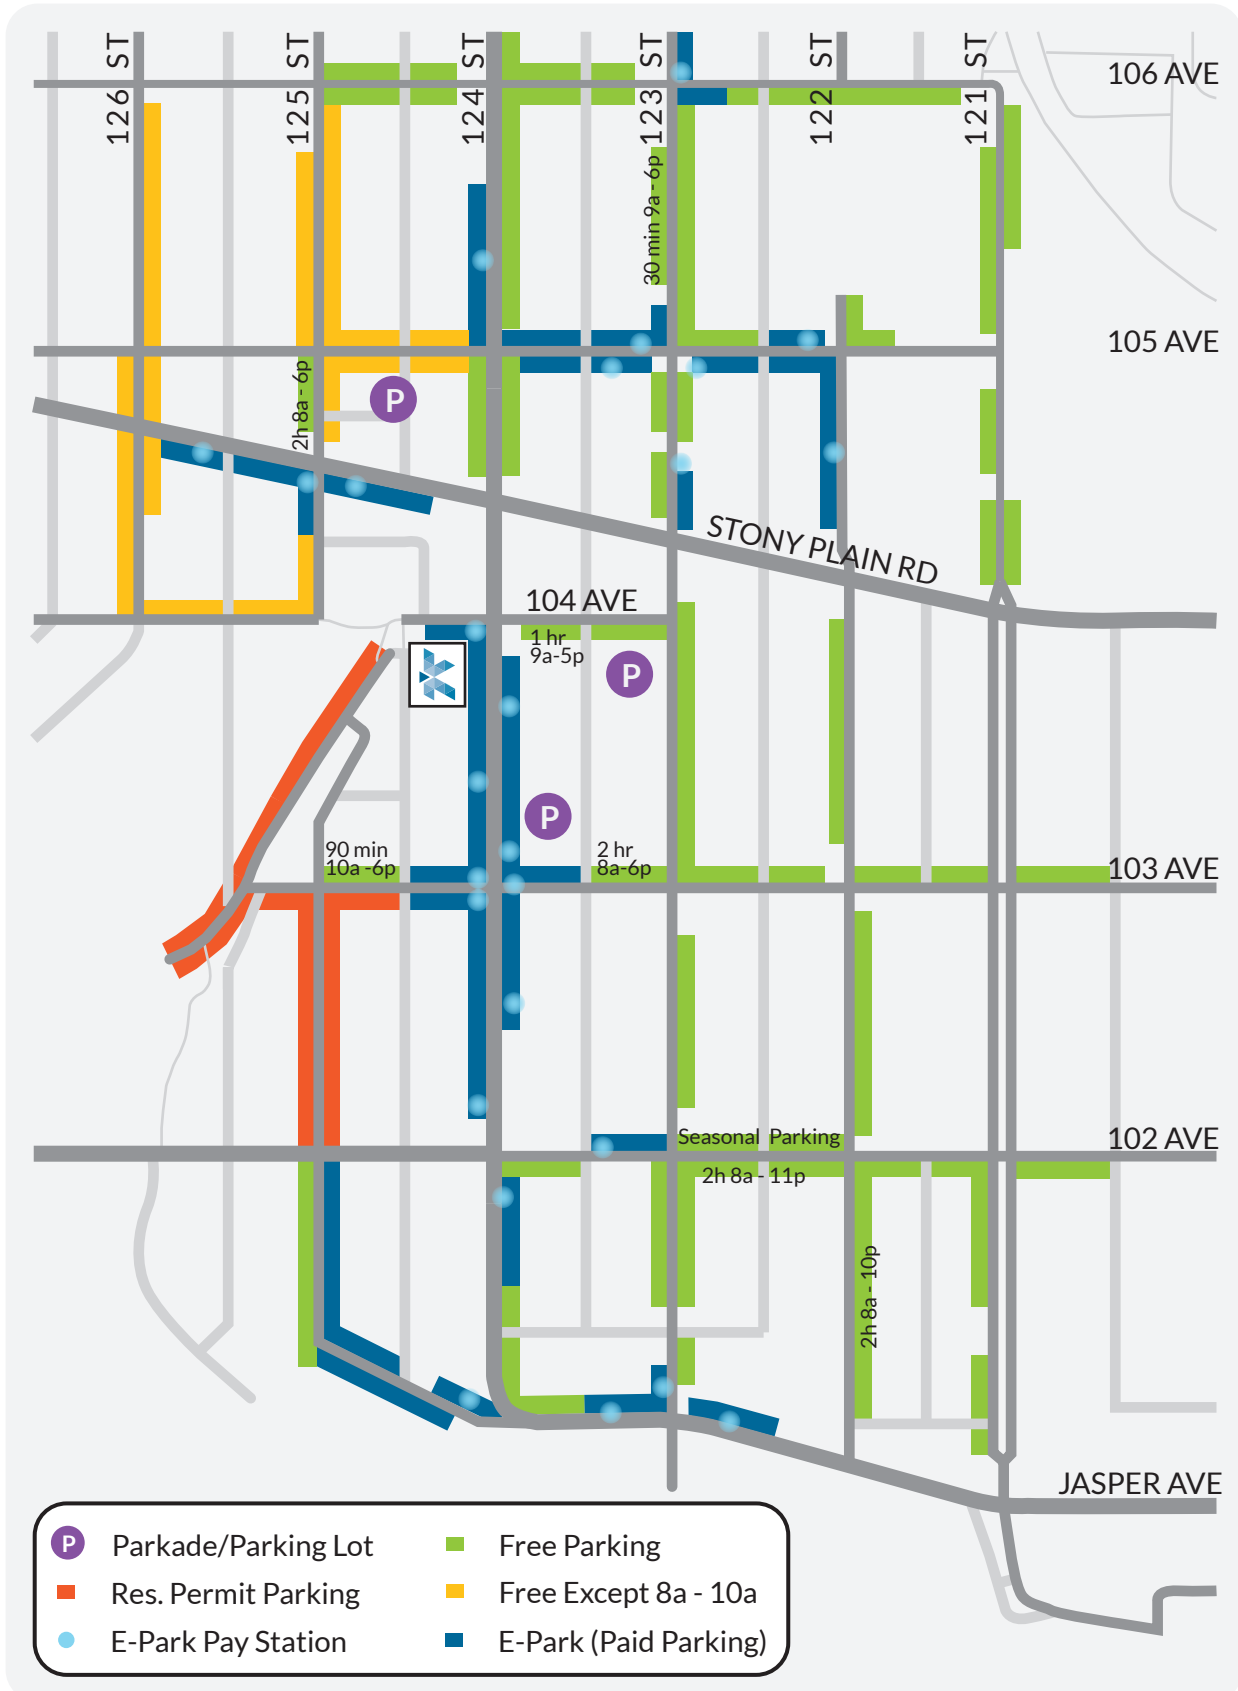 126 ST
125 ST
124 ST
123 ST
122 ST
121 ST
106 AVE
30 min 9a - 6p
105 AVE
2h 8a - 6p
P
STONY PLAIN RD
104 AVE
1 hr
9a-5p
P
P
90 min
10a -6p
2 hr
8a-6p
103 AVE
Seasonal Parking
102 AVE
2h 8a - 11p
2h 8a - 10p
JASPER AVE
P Parkade/Parking Lot
Res. Permit Parking
E-Park Pay Station
Free Parking
Free Except 8a - 10a
E-Park (Paid Parking)